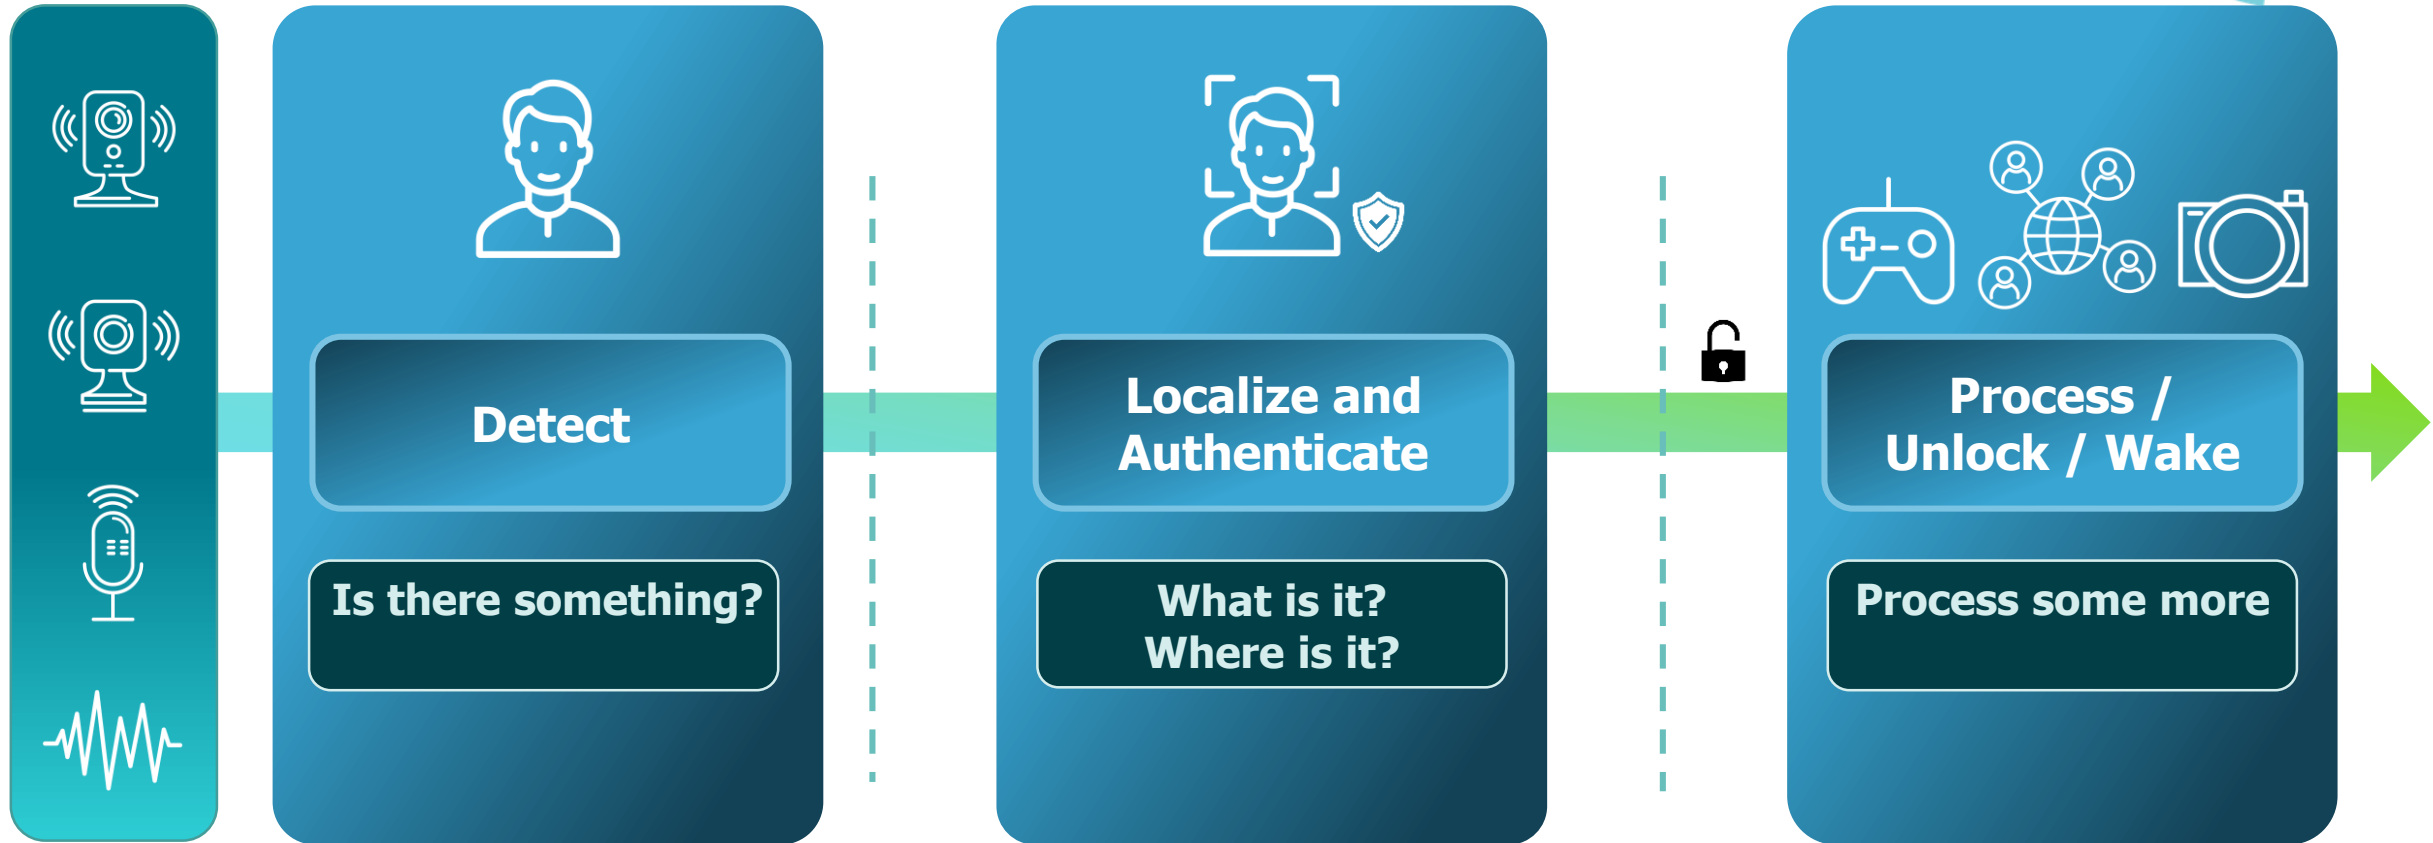 Detect
Is there something?
Localize and
Authenticate
What is it?
Where is it?
Process /
Unlock / Wake
Process some more